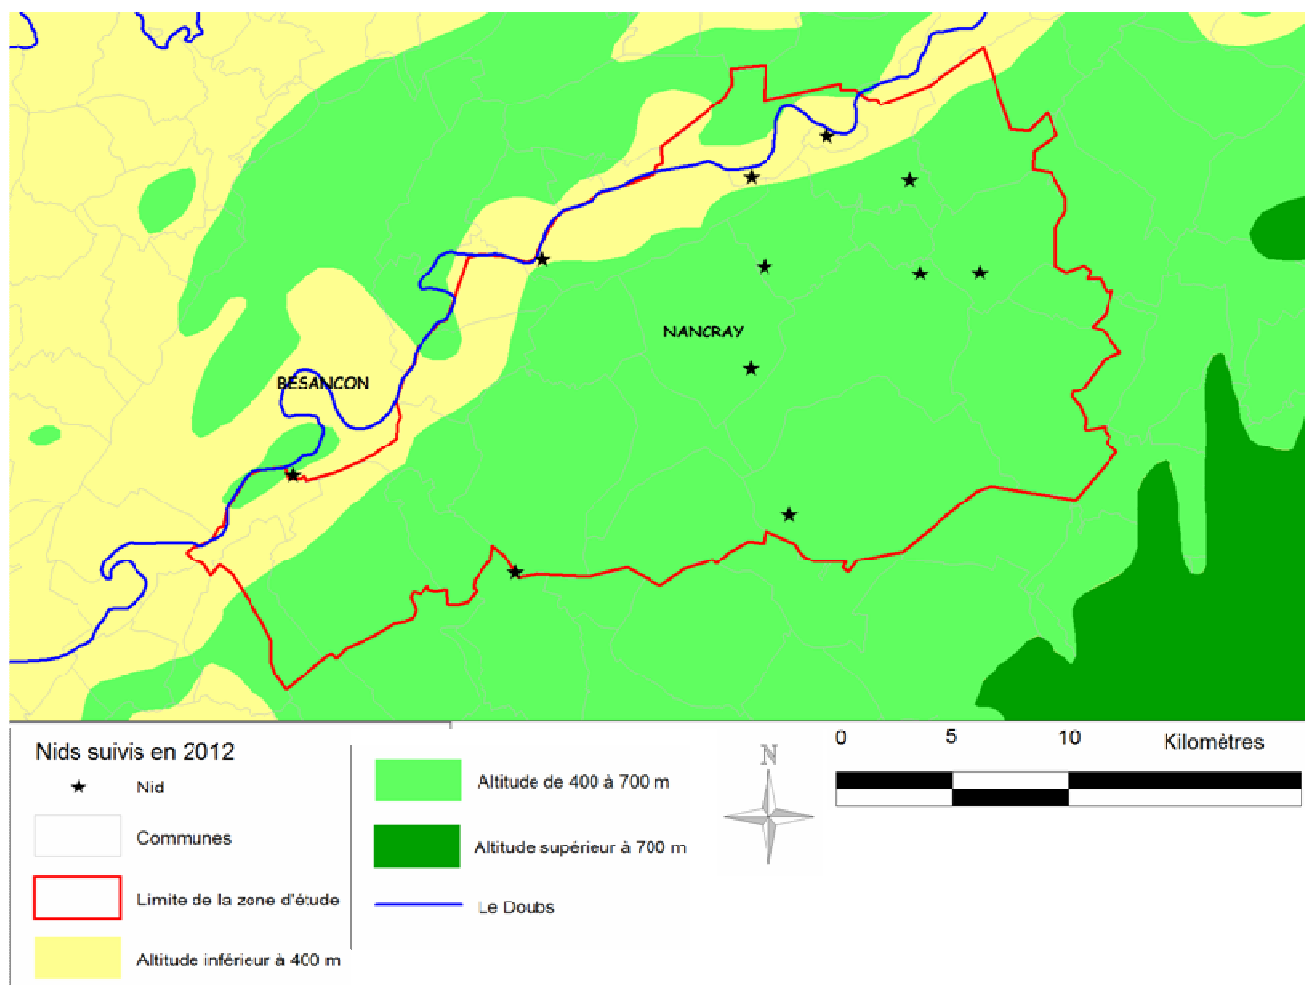 NANCRAY
BESANCON
Nids suivis en 2012
Nid
Communes
Limite de la zone d'étude
Altitude inférieur à 400 m
Altitude de 400 à 700 m
Altitude supérieur à 700 m
Le Doubs
N
0 5 10 Kilométres